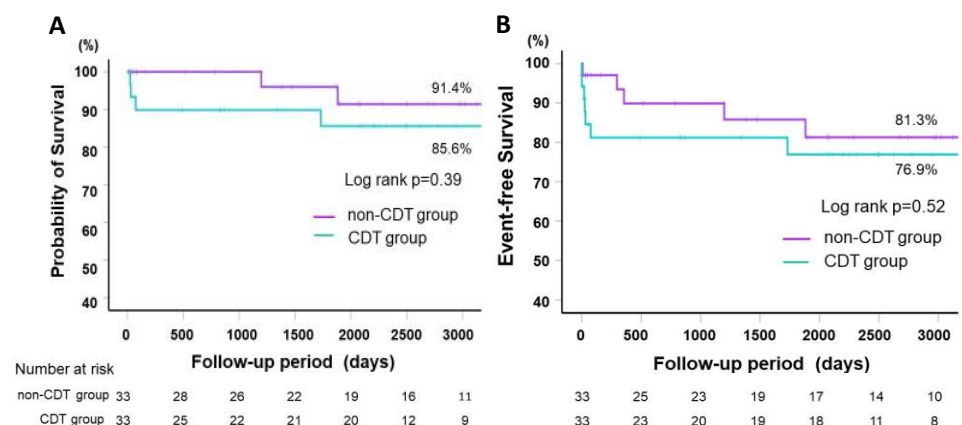 A
(%)
100
90
80
70
60
50
40
Probability of Survival
91.4%
85.6%
Log rank p=0.39
non-CDT group
CDT group
0 500 1000 1500 2000 2500 3000
Follow-up period (days)
Number at risk
non-CDT group 33 28 26 22 19 16 11
CDT group 33 25 22 21 20 12 9
B
(%)
100
90
80
70
60
50
40
Event-free Survival
81.3%
76.9%
Log rank p=0.52
non-CDT group
CDT group
0 500 1000 1500 2000 2500 3000
Follow-up period (days)
33 25 23 19 17 14 10
33 23 20 19 18 11 8